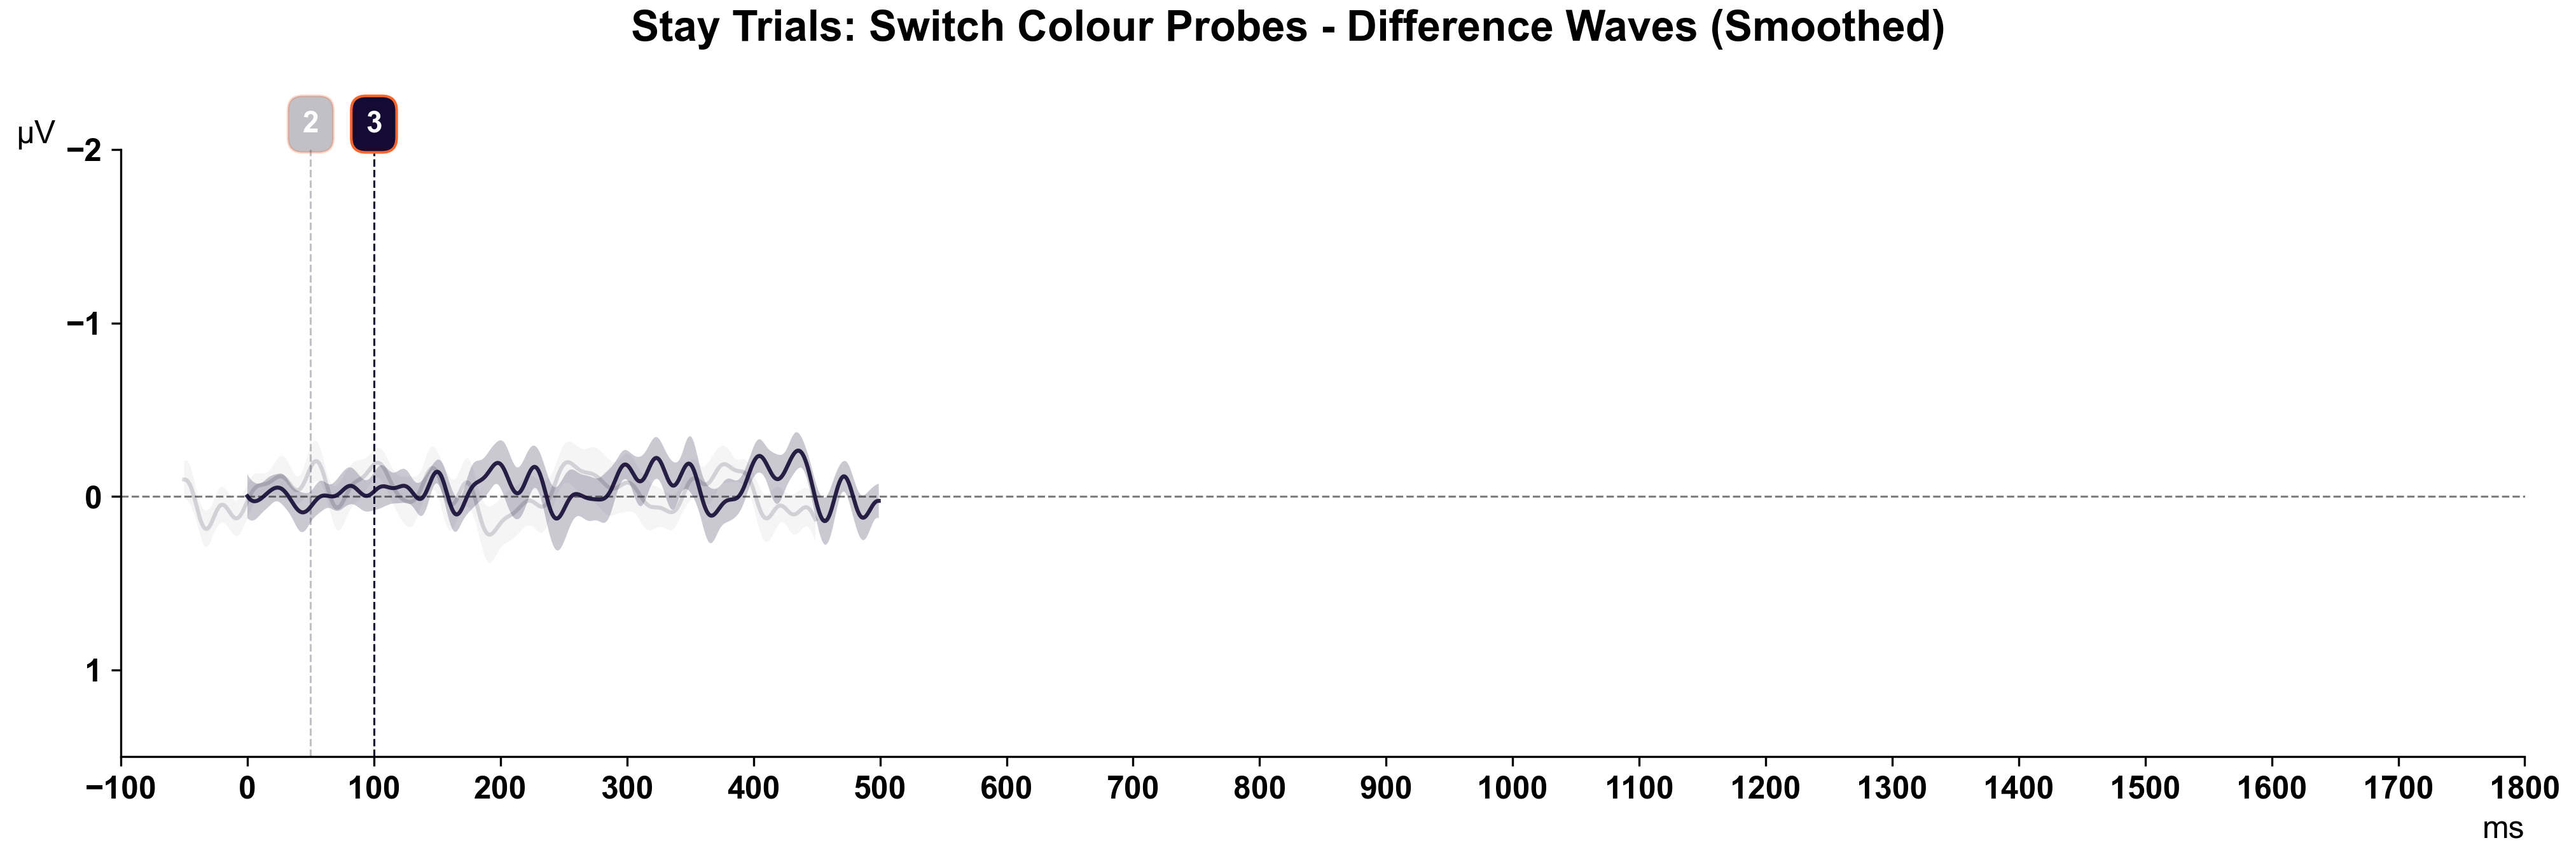 Stay Trials: Switch Colour Probes - Difference Waves (Smoothed)
2 3
µV
−2
−1
0
1
−100 0 100 200 300 400 500 600 700 800 900 1000 1100 1200 1300 1400 1500 1600 1700 1800
ms